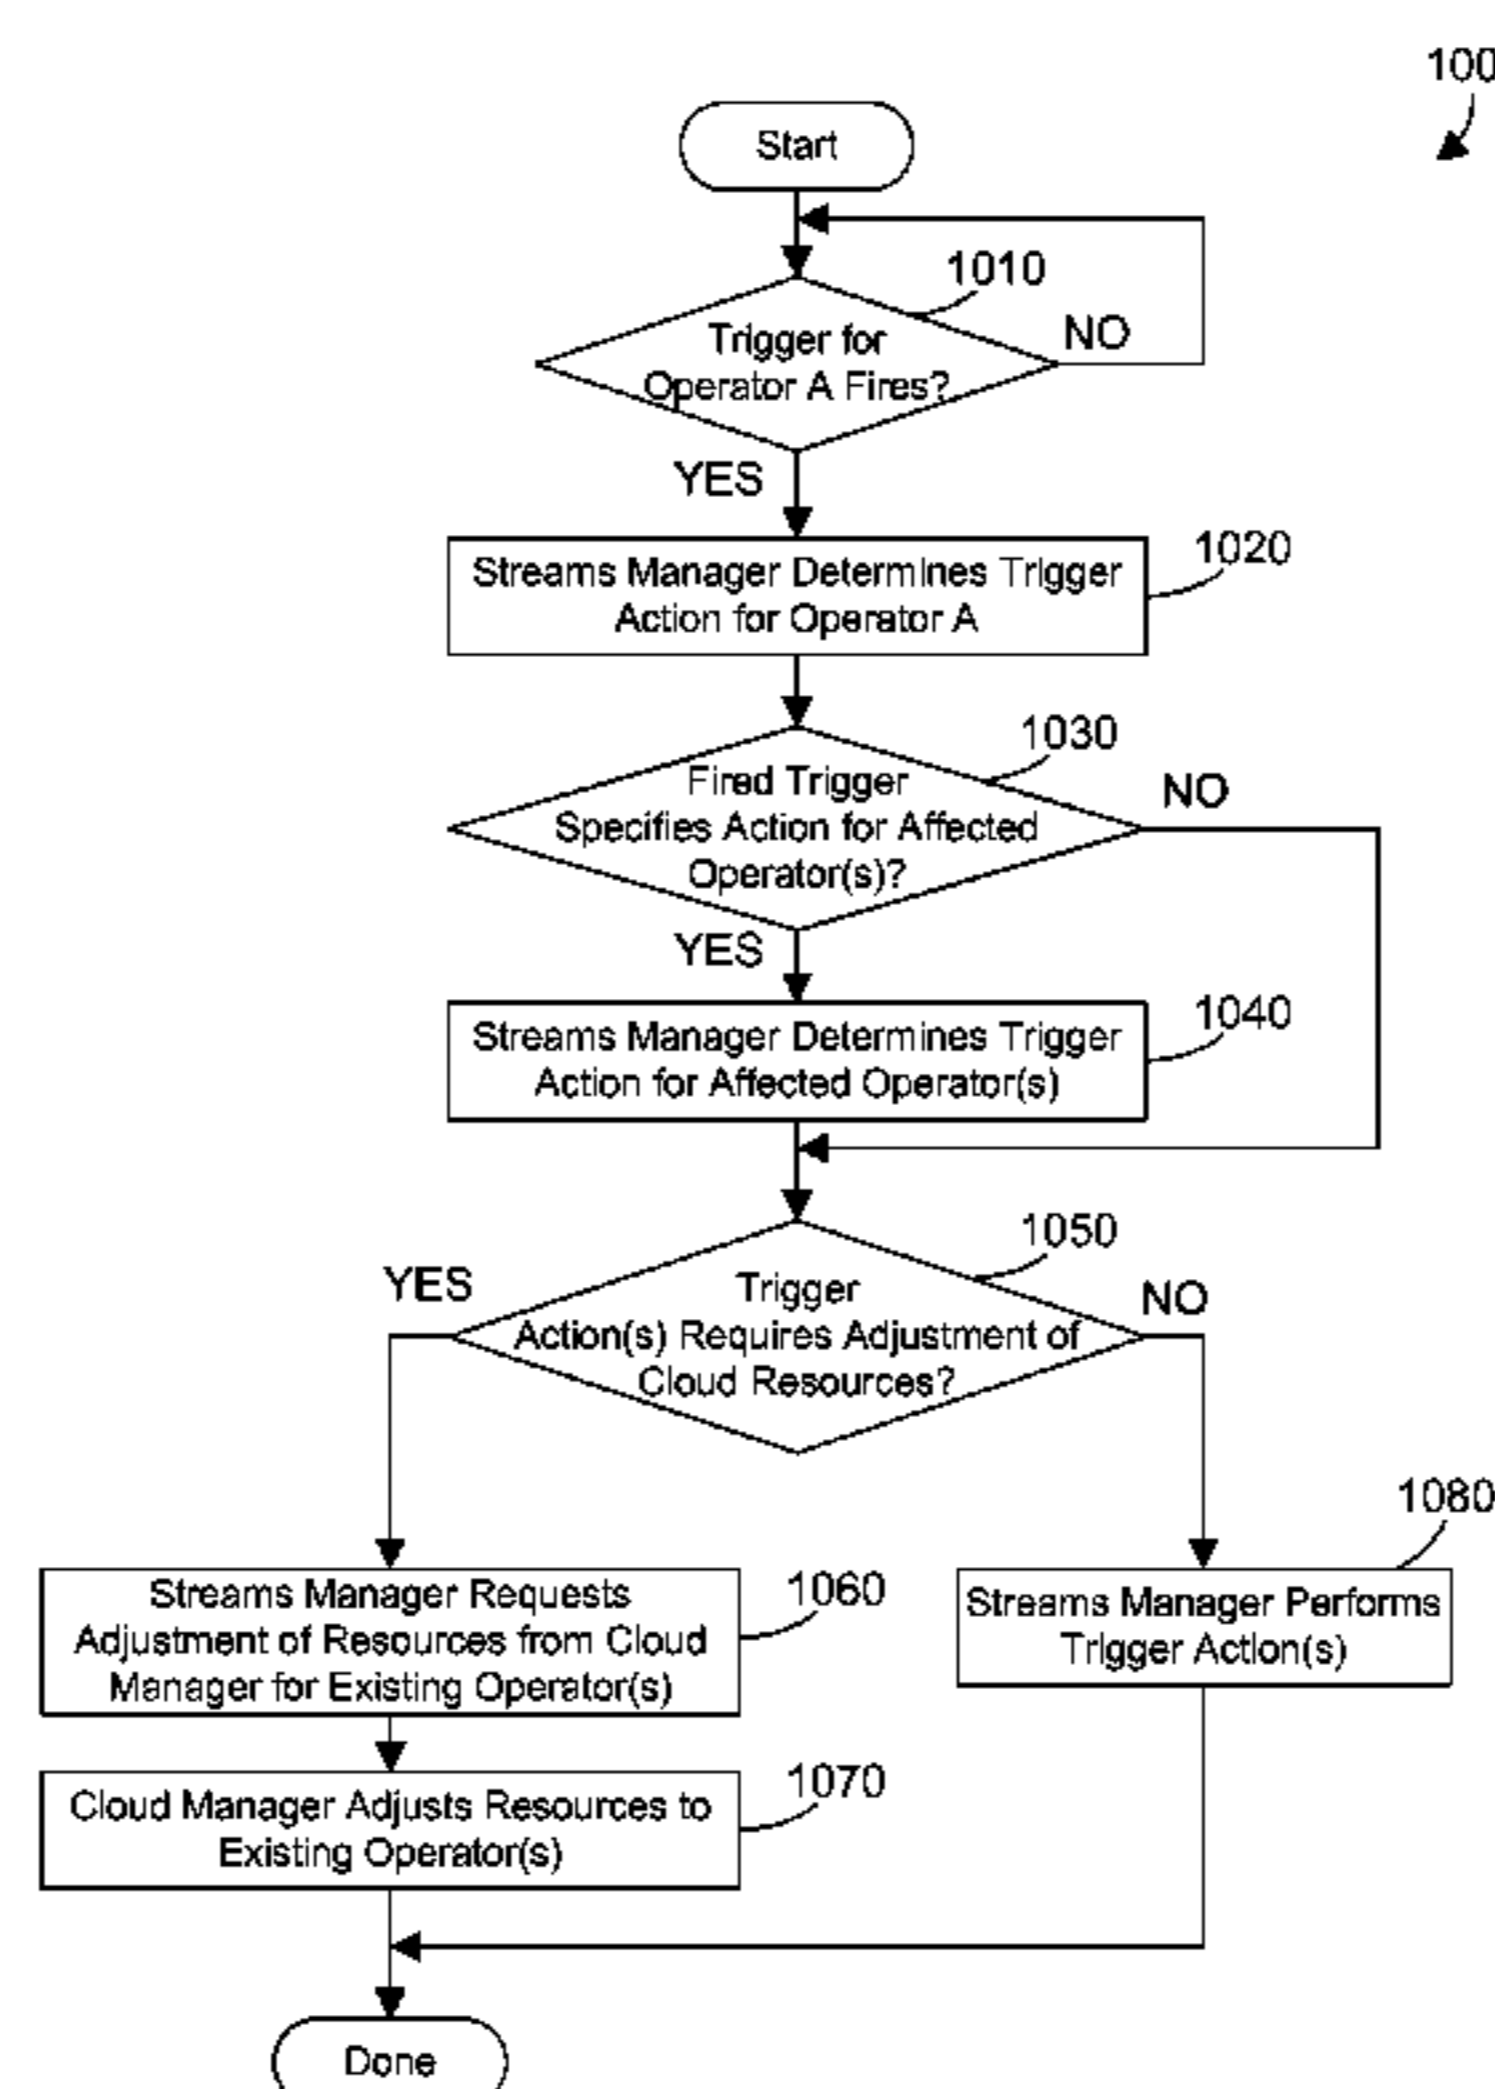 100
Start
1010
Trigger for
Operator A Fires?
NO
YES
1020
Streams Manager Determines Trigger
Action for Operator A
1030
Fired Trigger
Specifies Action for Affected
Operator(s)?
NO
YES
1040
Streams Manager Determines Trigger
Action for Affected Operator(s)
1050
YES
Trigger
Action(s) Requires Adjustment of
Cloud Resources?
NO
1080
Streams Manager Requests
Adjustment of Resources from Cloud
Manager for Existing Operator(s)
1060
Streams Manager Performs
Trigger Action(s)
1070
Cloud Manager Adjusts Resources to
Existing Operator(s)
Done